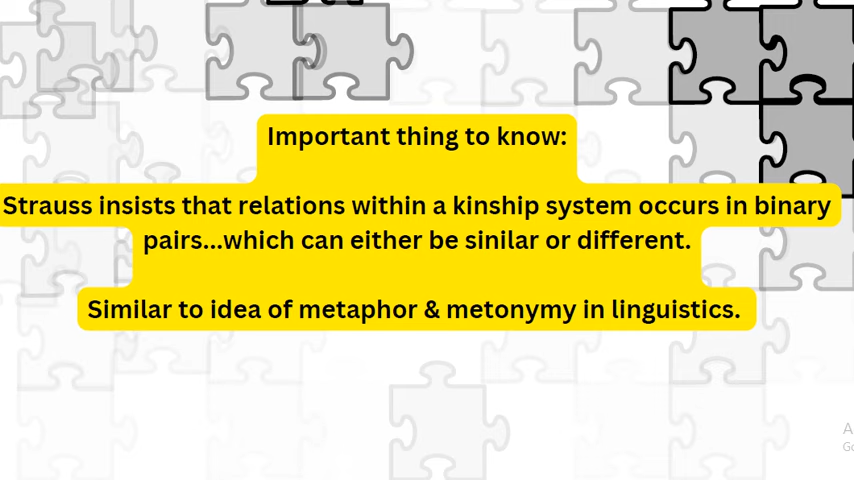 Important thing to know:
Strauss insists that relations within a kinship system occurs in binary
pairs...which can either be sinilar or different.
Similar to idea of metaphor & metonymy in linguistics.